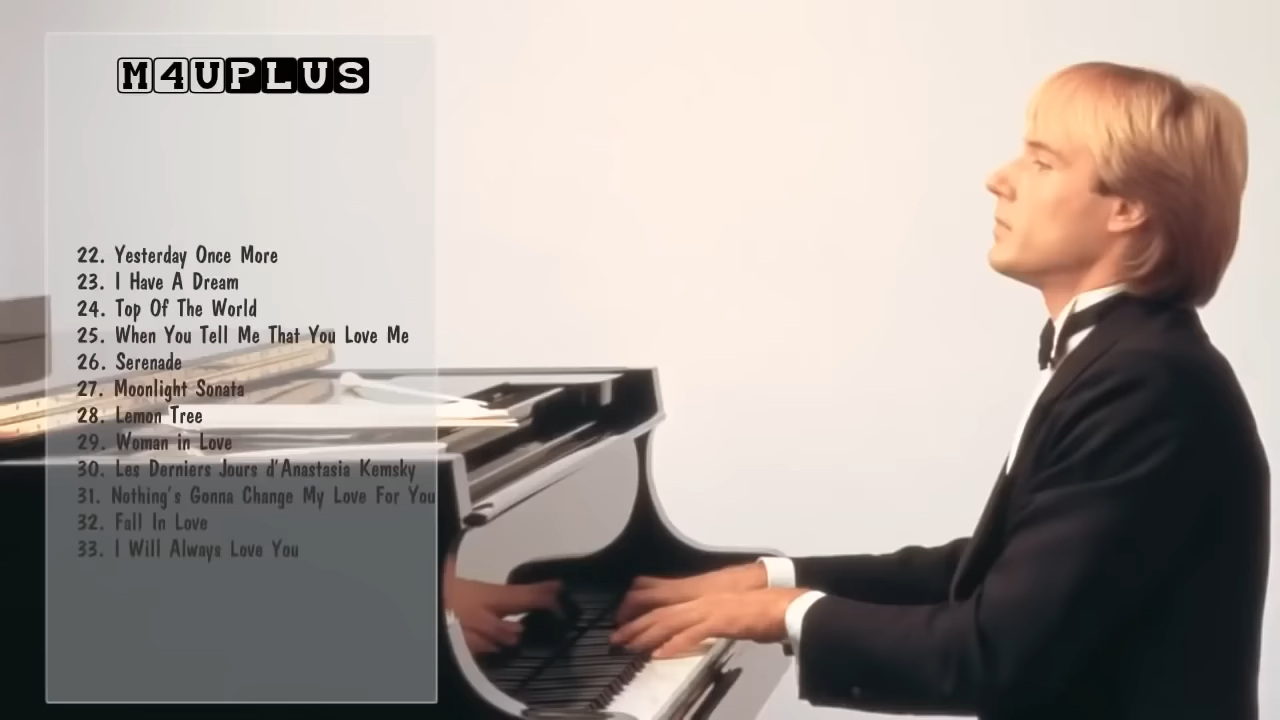 M4UPLUS
22. Yesterday Once More
23. I Have A Dream
24. Top Of The World
25. When You Tell Me That You Love Me
26. Serenade
27. Moonlight Sonata
28. Lemon Tree
29. Woman in Love
30. Les Derniers Jours d'Anastasia Kemsky
31. Nothing's Gonna Change My Love For You
32. Fall In Love
33. I Will Always Love You